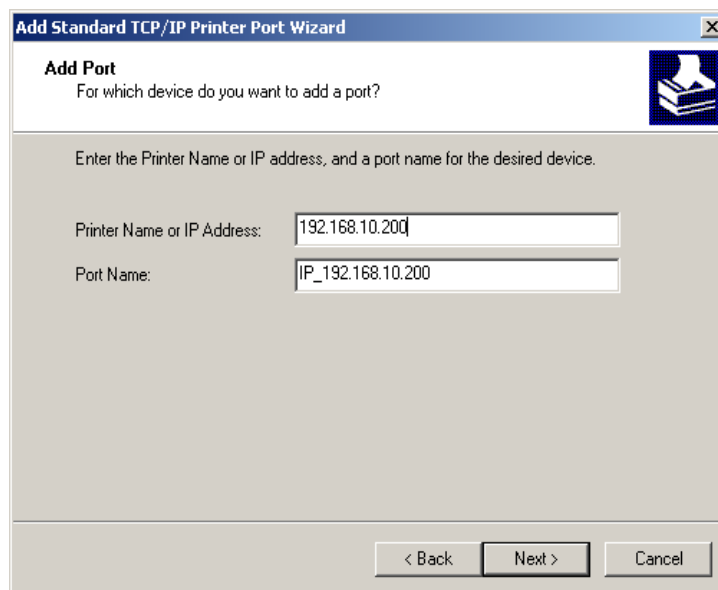 Add Standard TCP/IP Printer Port Wizard
Add Port
For which device do you want to add a port?
Enter the Printer Name or IP address, and a port name for the desired device.
Printer Name or IP Address: 192.168.10.200
Port Name: IP_192.168.10.200
< Back Next > Cancel